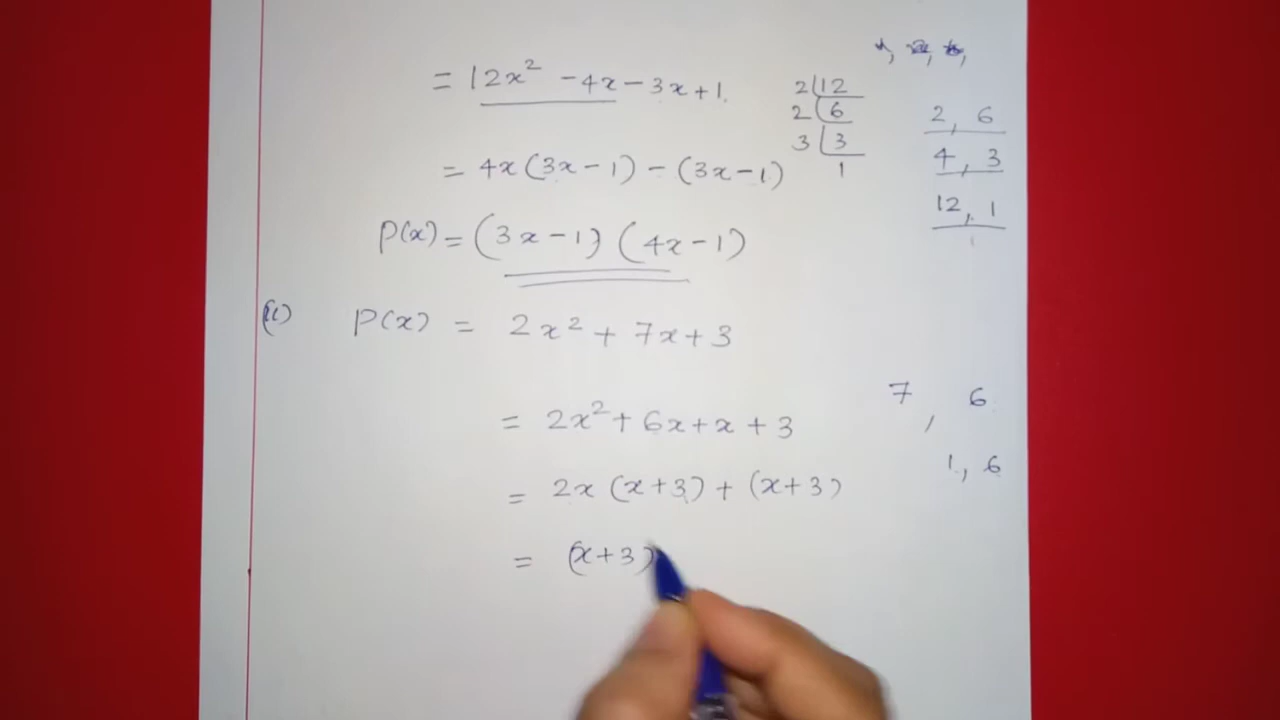 = 12x² - 4x - 3x + 1
= 4x (3x - 1) - (3x - 1)
P(x) = (3x - 1) (4x - 1)
2 12
2 6
3 3
1
2, 6
4, 3
12, 1
(ii) P(x) = 2x² + 7x + 3
= 2x² + 6x + x + 3
= 2x (x + 3) + (x + 3)
= (x + 3)
7, 6
1, 6